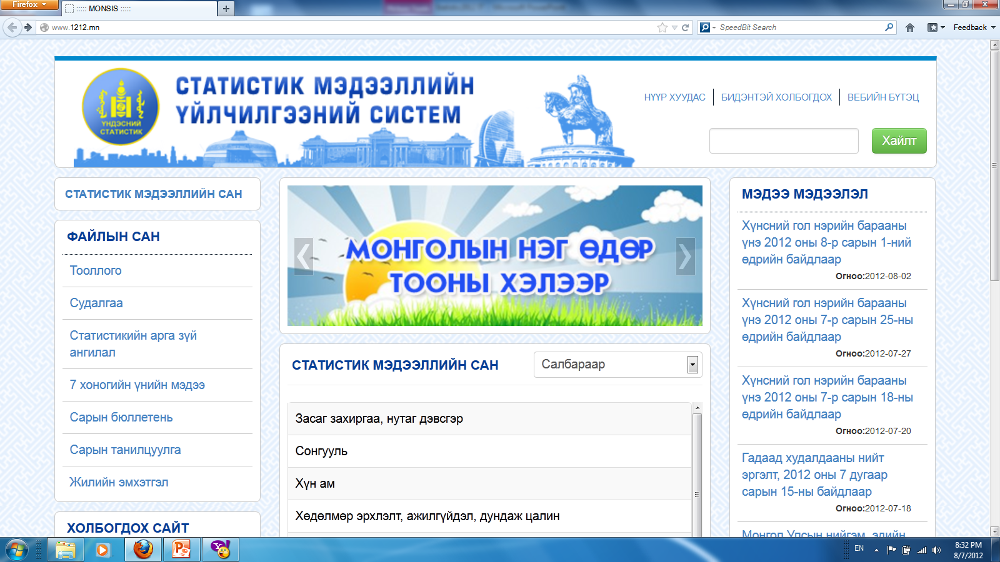 Firefox
::::: MONSIS :::::
www.1212.mn
SpeedBit Search
Feedback
ҮНДЭСНИЙ
СТАТИСТИК
СТАТИСТИК МЭДЭЭЛЛИЙН
ҮЙЛЧИЛГЭЭНИЙ СИСТЕМ
НҮҮР ХУУДАС
БИДЭНТЭЙ ХОЛБОГДОХ
ВЕБИЙН БҮТЭЦ
Хайлт
СТАТИСТИК МЭДЭЭЛЛИЙН САН
ФАЙЛЫН САН
Тооллого
Судалгаа
Статистикийн арга зүй
ангилал
7 хоногийн үнийн мэдээ
Сарын бюллетень
Сарын танилцуулга
Жилийн эмхэтгэл
ХОЛБОГДОХ САЙТ
МОНГОЛЫН НЭГ ӨДӨР
ТООНЫ ХЭЛЭЭР
СТАТИСТИК МЭДЭЭЛЛИЙН САН
Салбараар
Засаг захиргаа, нутаг дэвсгэр
Сонгууль
Хүн ам
Хөдөлмөр эрхлэлт, ажилгүйдэл, дундаж цалин
МЭДЭЭ МЭДЭЭЛЭЛ
Хүнсний гол нэрийн барааны
үнэ 2012 оны 8-р сарын 1-ний
өдрийн байдлаар
Огноо:2012-08-02
Хүнсний гол нэрийн барааны
үнэ 2012 оны 7-р сарын 25-ны
өдрийн байдлаар
Огноо:2012-07-27
Хүнсний гол нэрийн барааны
үнэ 2012 оны 7-р сарын 18-ны
өдрийн байдлаар
Огноо:2012-07-20
Гадаад худалдааны нийт
эргэлт, 2012 оны 7 дугаар
сарын 15-ны байдлаар
Огноо:2012-07-18
Монгол Улсын нийгэм, эдийн
EN
8:32 PM
8/7/2012